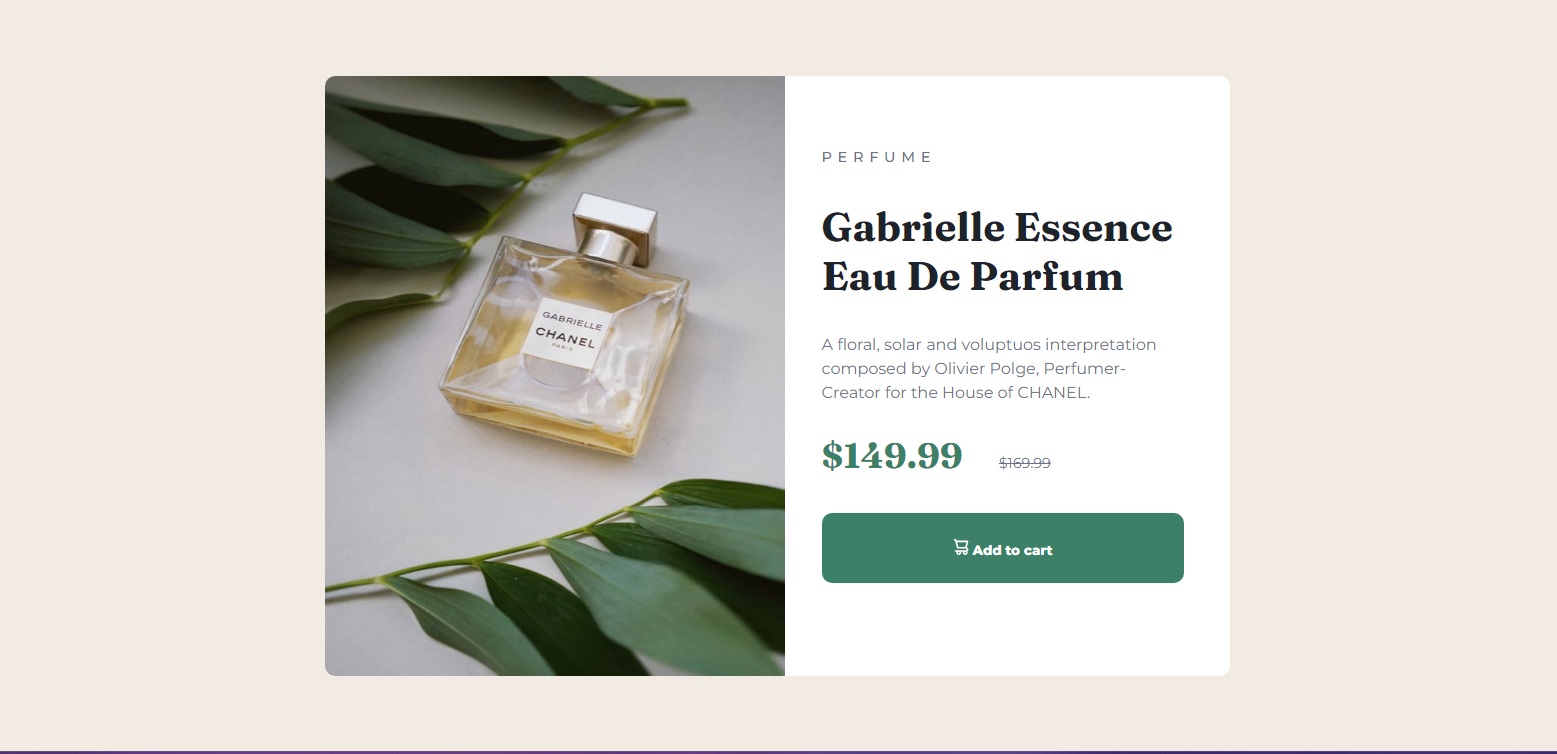 GABRIELLE
CHANEL
PARIS
PERFUME
Gabrielle Essence
Eau De Parfum
A floral, solar and voluptuos interpretation
composed by Olivier Polge, Perfumer-
Creator for the House of CHANEL.
$149.99 $169.99
Add to cart